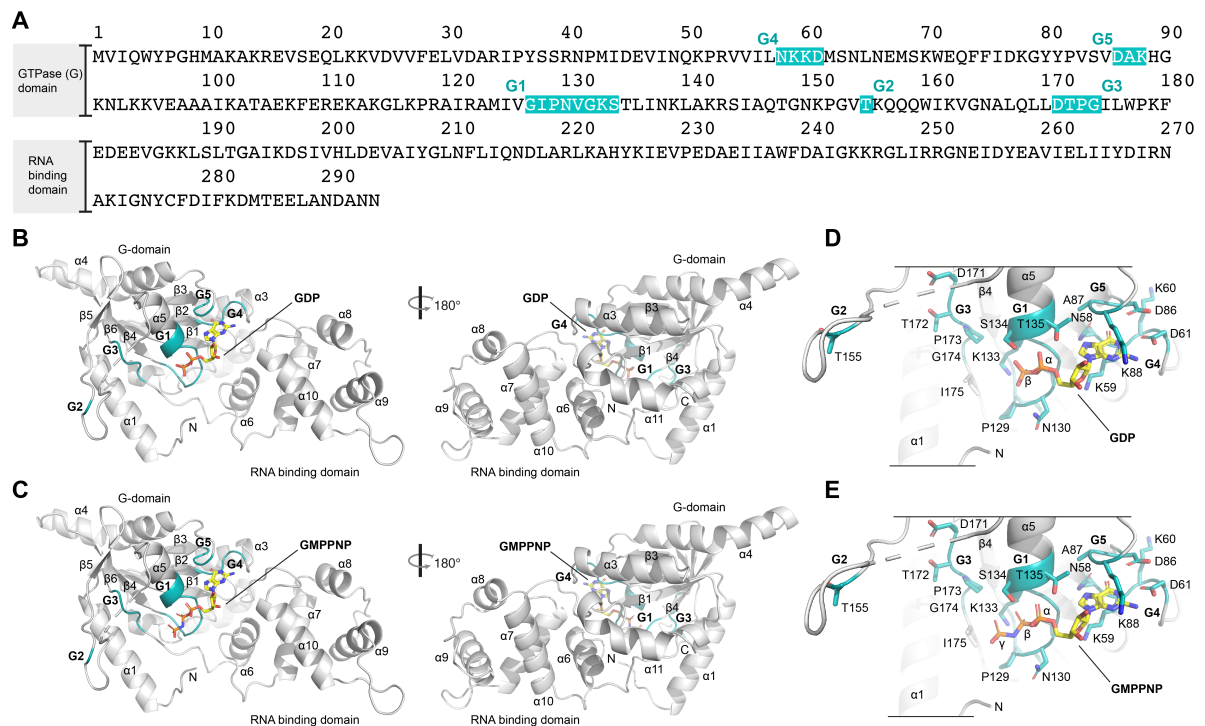 A
1 10 20 30 40 50 60 70 80 90
G4 G5
GTPase (G)
domain
MVIQWYPGHMAKAKREVSEQLKKVDVVFELVDARIPYSSRNPMIDEVINQKPRVVILNKKDMSNLNEMSKWEQFFIDKGYYPVSVDAKHG
100 110 120 130 140 150 160 170 180
G1 G2 G3
KNLKKVEAAAIKATAEKFEREKAKGLKPRAIRAMIVGIPNVGKSTLINKLAKRSIAQTGNKPGVTKQQQWIKVGNALQLLDTPGILWPKF
190 200 210 220 230 240 250 260 270
RNA
binding
domain
EDEEVGKKLSLTGAIKDSIVHLDEVAIYGLNFLIQNDLARLKAHYKIEVPEDAEIIAWFDAIGKKRGLIRRGNEIDYEAVIELIIYDIRN
280 290
AKIGNYCFDIFKDMTEELANDANN
B
G-domain
α4
β3
G5
β2
α3
GDP
β5
β6
α5
G4
β4
G1
β1
α8
G3
α7
G2
α10
α9
α1
N
α6
RNA binding domain
180°
G-domain
GDP
β3
α4
α3
G4
α8
β1
β4
α7
G1
G3
α9
α6
N
C
α11
α1
α10
RNA binding domain
C
G-domain
α4
β3
G5
β2
α3
GMPPNP
β5
β6
α5
G4
β4
G1
β1
α8
G3
α7
G2
α10
α9
α1
N
α6
RNA binding domain
180°
G-domain
GMPPNP
β3
α4
α3
G4
α8
β1
β4
α7
G1
G3
α9
α6
N
C
α11
α1
α10
RNA binding domain
D
D171
α5
β4
G5
K60
G2
G3
G1
A87
D86
T172
S134
T135
N58
D61
P173
T155
G174
K133
α
G4
K88
β
K59
I175
P129
N130
GDP
α1
N
E
D171
α5
β4
G5
K60
G2
G3
G1
A87
D86
T172
S134
T135
N58
D61
P173
T155
G174
K133
α
G4
K88
β
K59
I175
γ
P129
N130
GMPPNP
α1
N